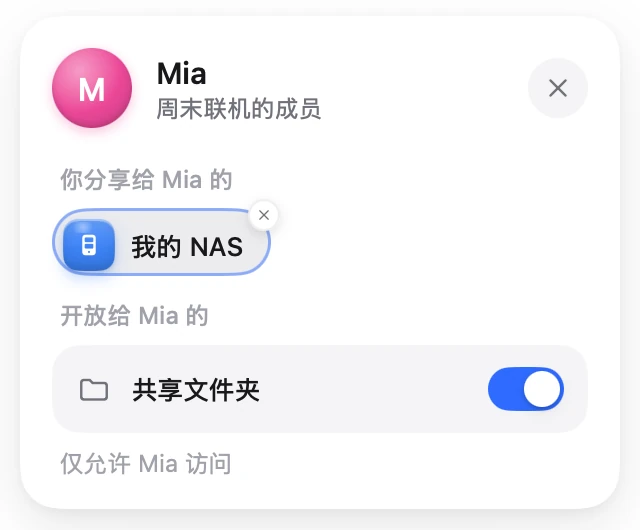 M
Mia
周末联机的成员
你分享给 Mia 的
我的 NAS
开放给 Mia 的
共享文件夹
仅允许 Mia 访问